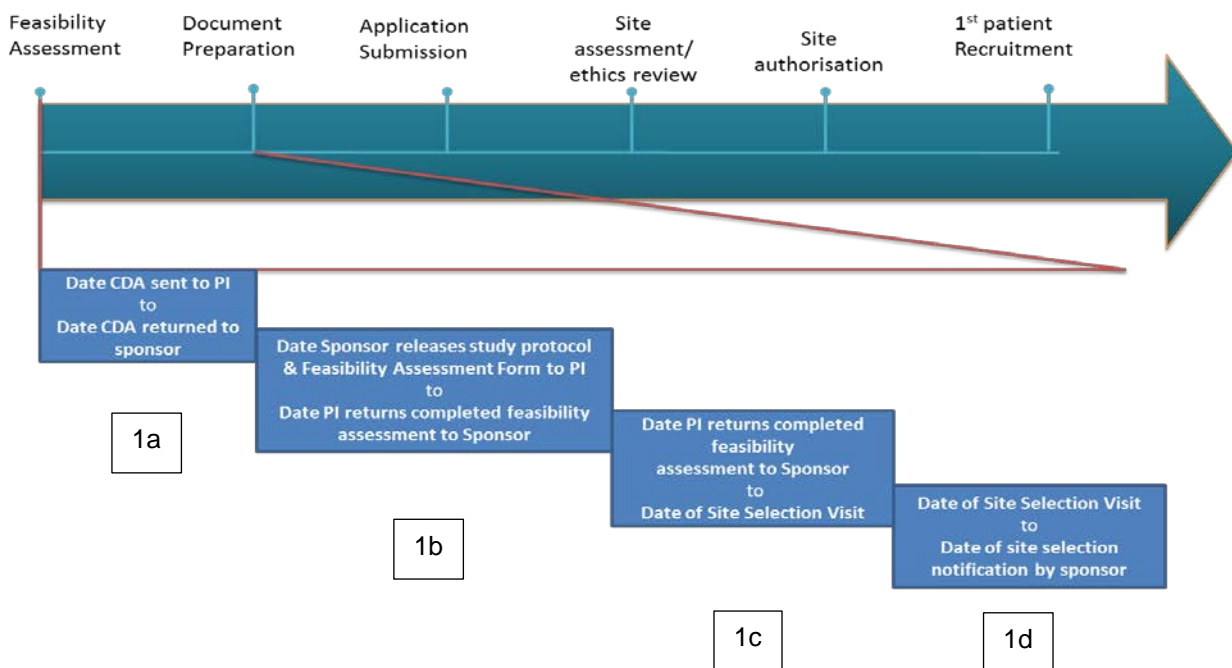 Feasibility
Assessment
Document
Preparation
Application
Submission
Site
assessment/
ethics review
Site
authorisation
1st patient
Recruitment
Date CDA sent to PI
to
Date CDA returned to
sponsor
1a
Date Sponsor releases study protocol
& Feasibility Assessment Form to PI
to
Date PI returns completed feasibility
assessment to Sponsor
1b
Date PI returns completed
feasibility
assessment to Sponsor
to
Date of Site Selection Visit
1c
Date of Site Selection Visit
to
Date of site selection
notification by sponsor
1d